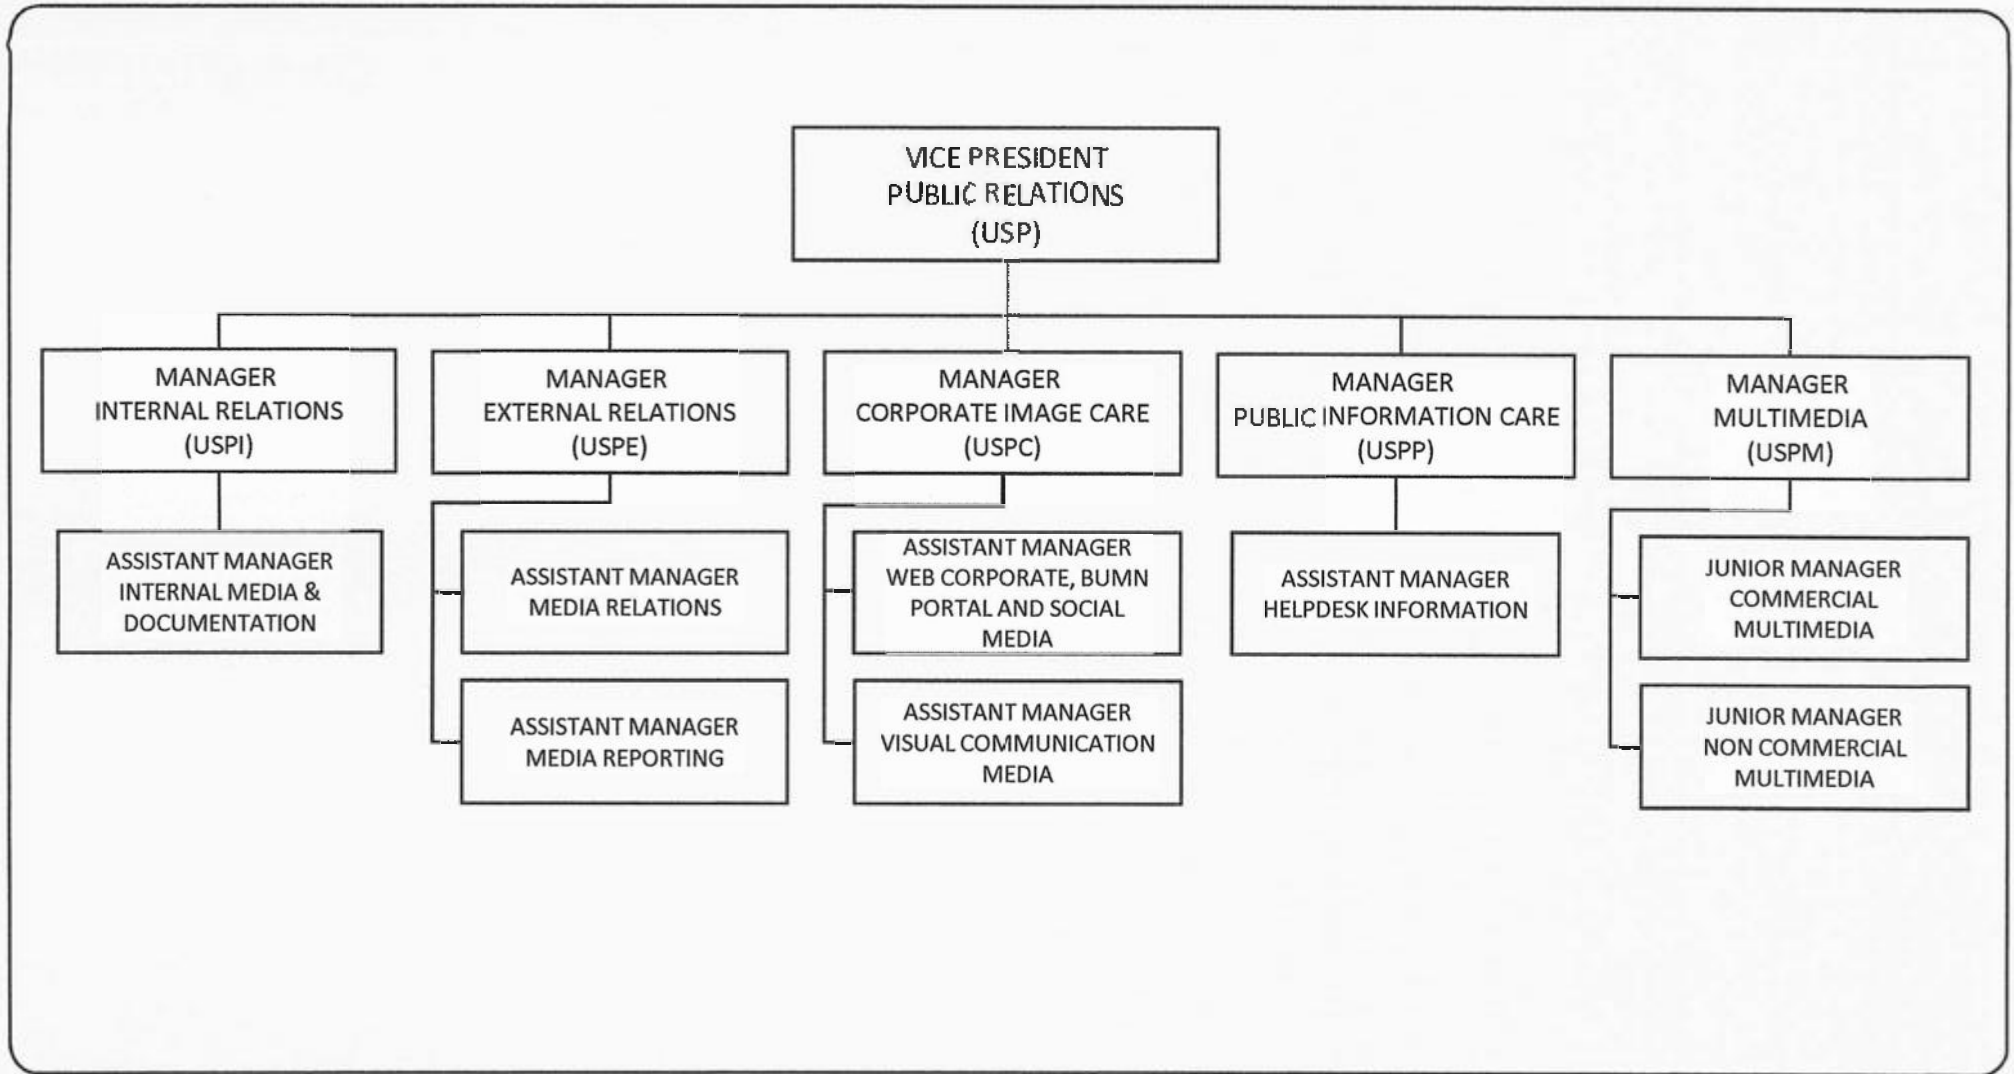 VICE PRESIDENT
PUBLIC RELATIONS
(USP)
MANAGER
INTERNAL RELATIONS
(USPI)
MANAGER
EXTERNAL RELATIONS
(USPE)
MANAGER
CORPORATE IMAGE CARE
(USPC)
MANAGER
PUBLIC INFORMATION CARE
(USPP)
MANAGER
MULTIMEDIA
(USPM)
ASSISTANT MANAGER
INTERNAL MEDIA &
DOCUMENTATION
ASSISTANT MANAGER
MEDIA RELATIONS
ASSISTANT MANAGER
WEB CORPORATE, BUMN
PORTAL AND SOCIAL
MEDIA
ASSISTANT MANAGER
HELPDESK INFORMATION
JUNIOR MANAGER
COMMERCIAL
MULTIMEDIA
ASSISTANT MANAGER
MEDIA REPORTING
ASSISTANT MANAGER
VISUAL COMMUNICATION
MEDIA
JUNIOR MANAGER
NON COMMERCIAL
MULTIMEDIA